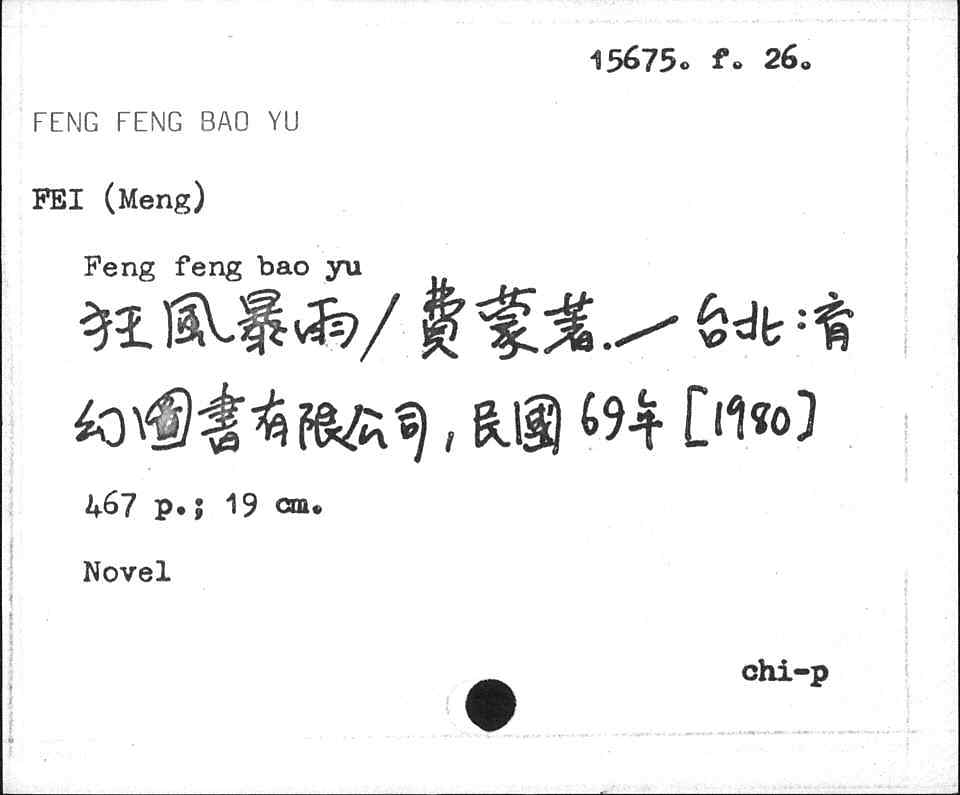 15675. f. 26.
FENG FENG BAO YU
FEI (Meng)
Feng feng bao yu
狂風暴雨/費蒙著.—台北:育
幻圖書有限公司,民國69年[1980]
467 p.; 19 cm.
Novel
chi-p